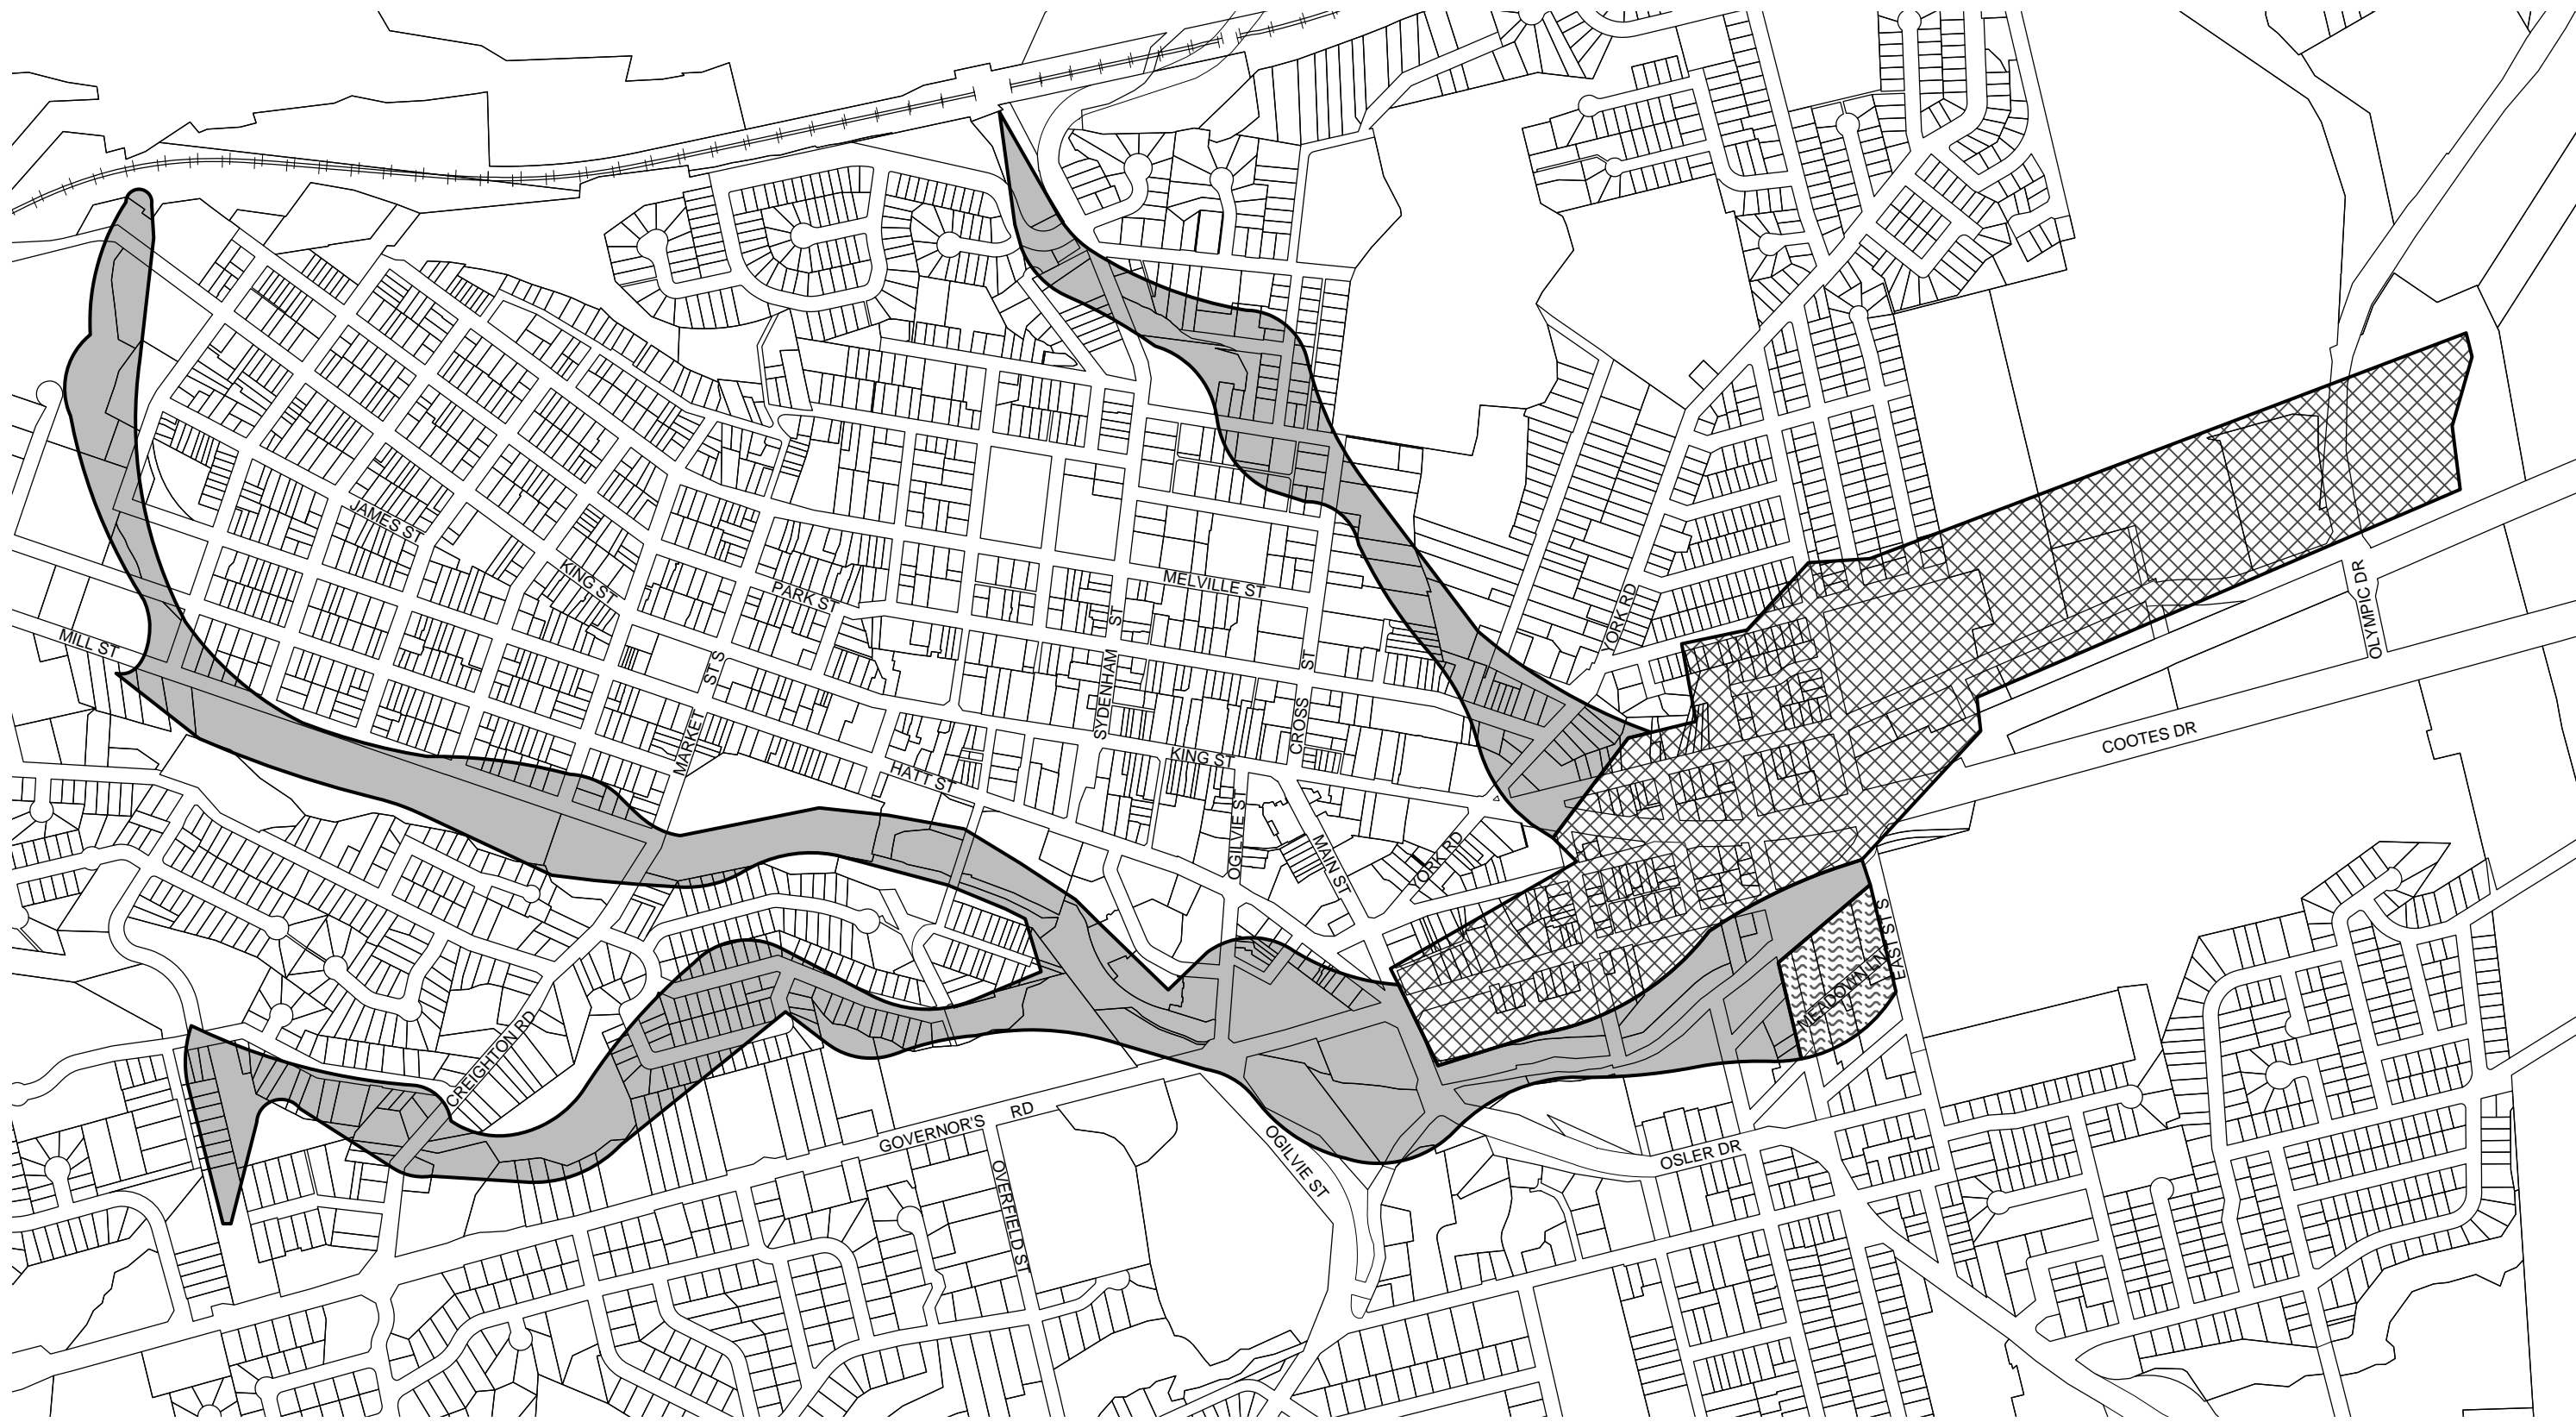 JAMES ST
KING ST
PARK ST
MELVILLE ST
YORK RD
OLYMPIC DR
MILL ST
ST S
MARKET
SYDENHAM
ST
CROSS
ST
COOTES DR
HATT ST
KING ST
OGILVIE ST
MAIN ST
YORK RD
EAST ST S
MEADOW LN
CREIGHTON RD
GOVERNOR'S
RD
OGILVIE ST
OSLER DR
OVERFIELD ST